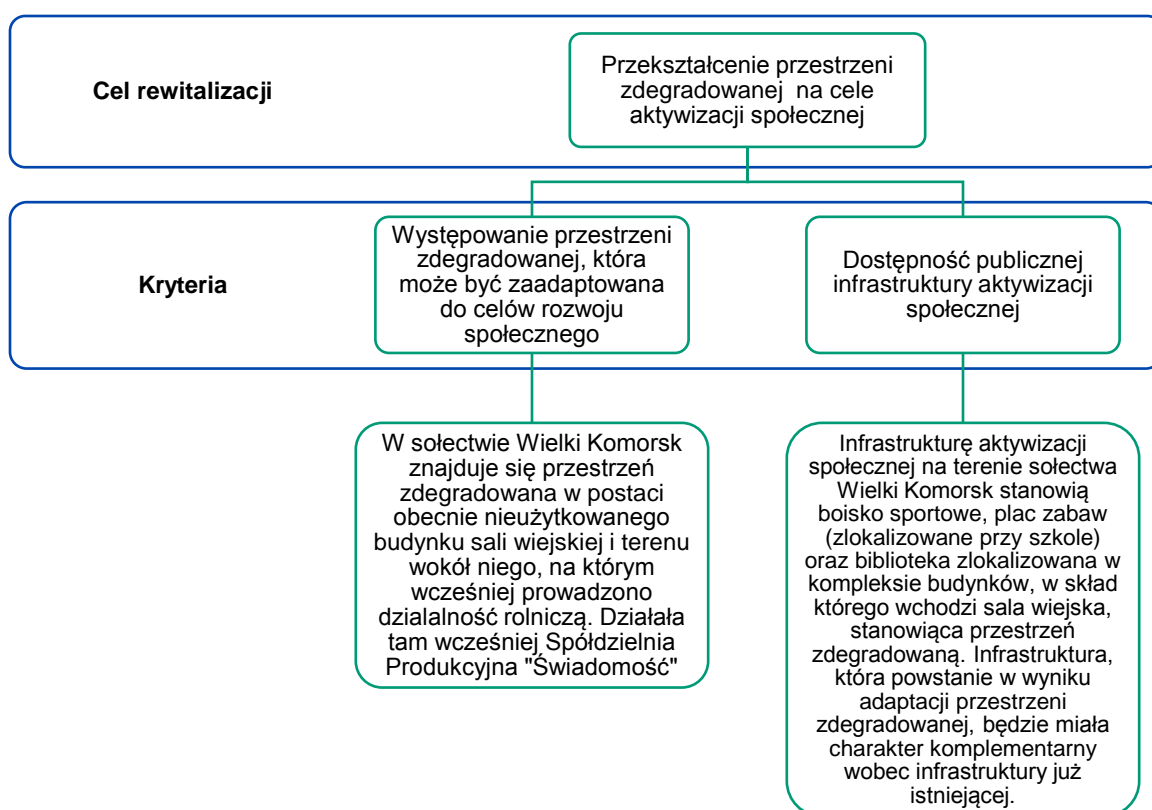 Cel rewitalizacji
Przekształcenie przestrzeni
zdegradowanej na cele
aktywizacji społecznej
Kryteria
Występowanie przestrzeni
zdegradowanej, która
może być zaadaptowana
do celów rozwoju
społecznego
Dostępność publicznej
infrastruktury aktywizacji
społecznej
W sołectwie Wielki Komorsk
znajduje się przestrzeń
zdegradowana w postaci
obecnie nieużytkowanego
budynku sali wiejskiej i terenu
wokół niego, na którym
wcześniej prowadzono
dzialalność rolniczą. Działała
tam wcześniej Spółdzielnia
Produkcyjna "Świadomość"
Infrastrukturę aktywizacji
społecznej na terenie sołectwa
Wielki Komorsk stanowią
boisko sportowe, plac zabaw
(zlokalizowane przy szkole)
oraz biblioteka zlokalizowana w
kompleksie budynków, w skład
którego wchodzi sala wiejska,
stanowiąca przestrzeń
zdegradowaną. Infrastruktura,
która powstanie w wyniku
adaptacji przestrzeni
zdegradowanej, będzie miała
charakter komplementarny
wobec infrastruktury już
istniejącej.